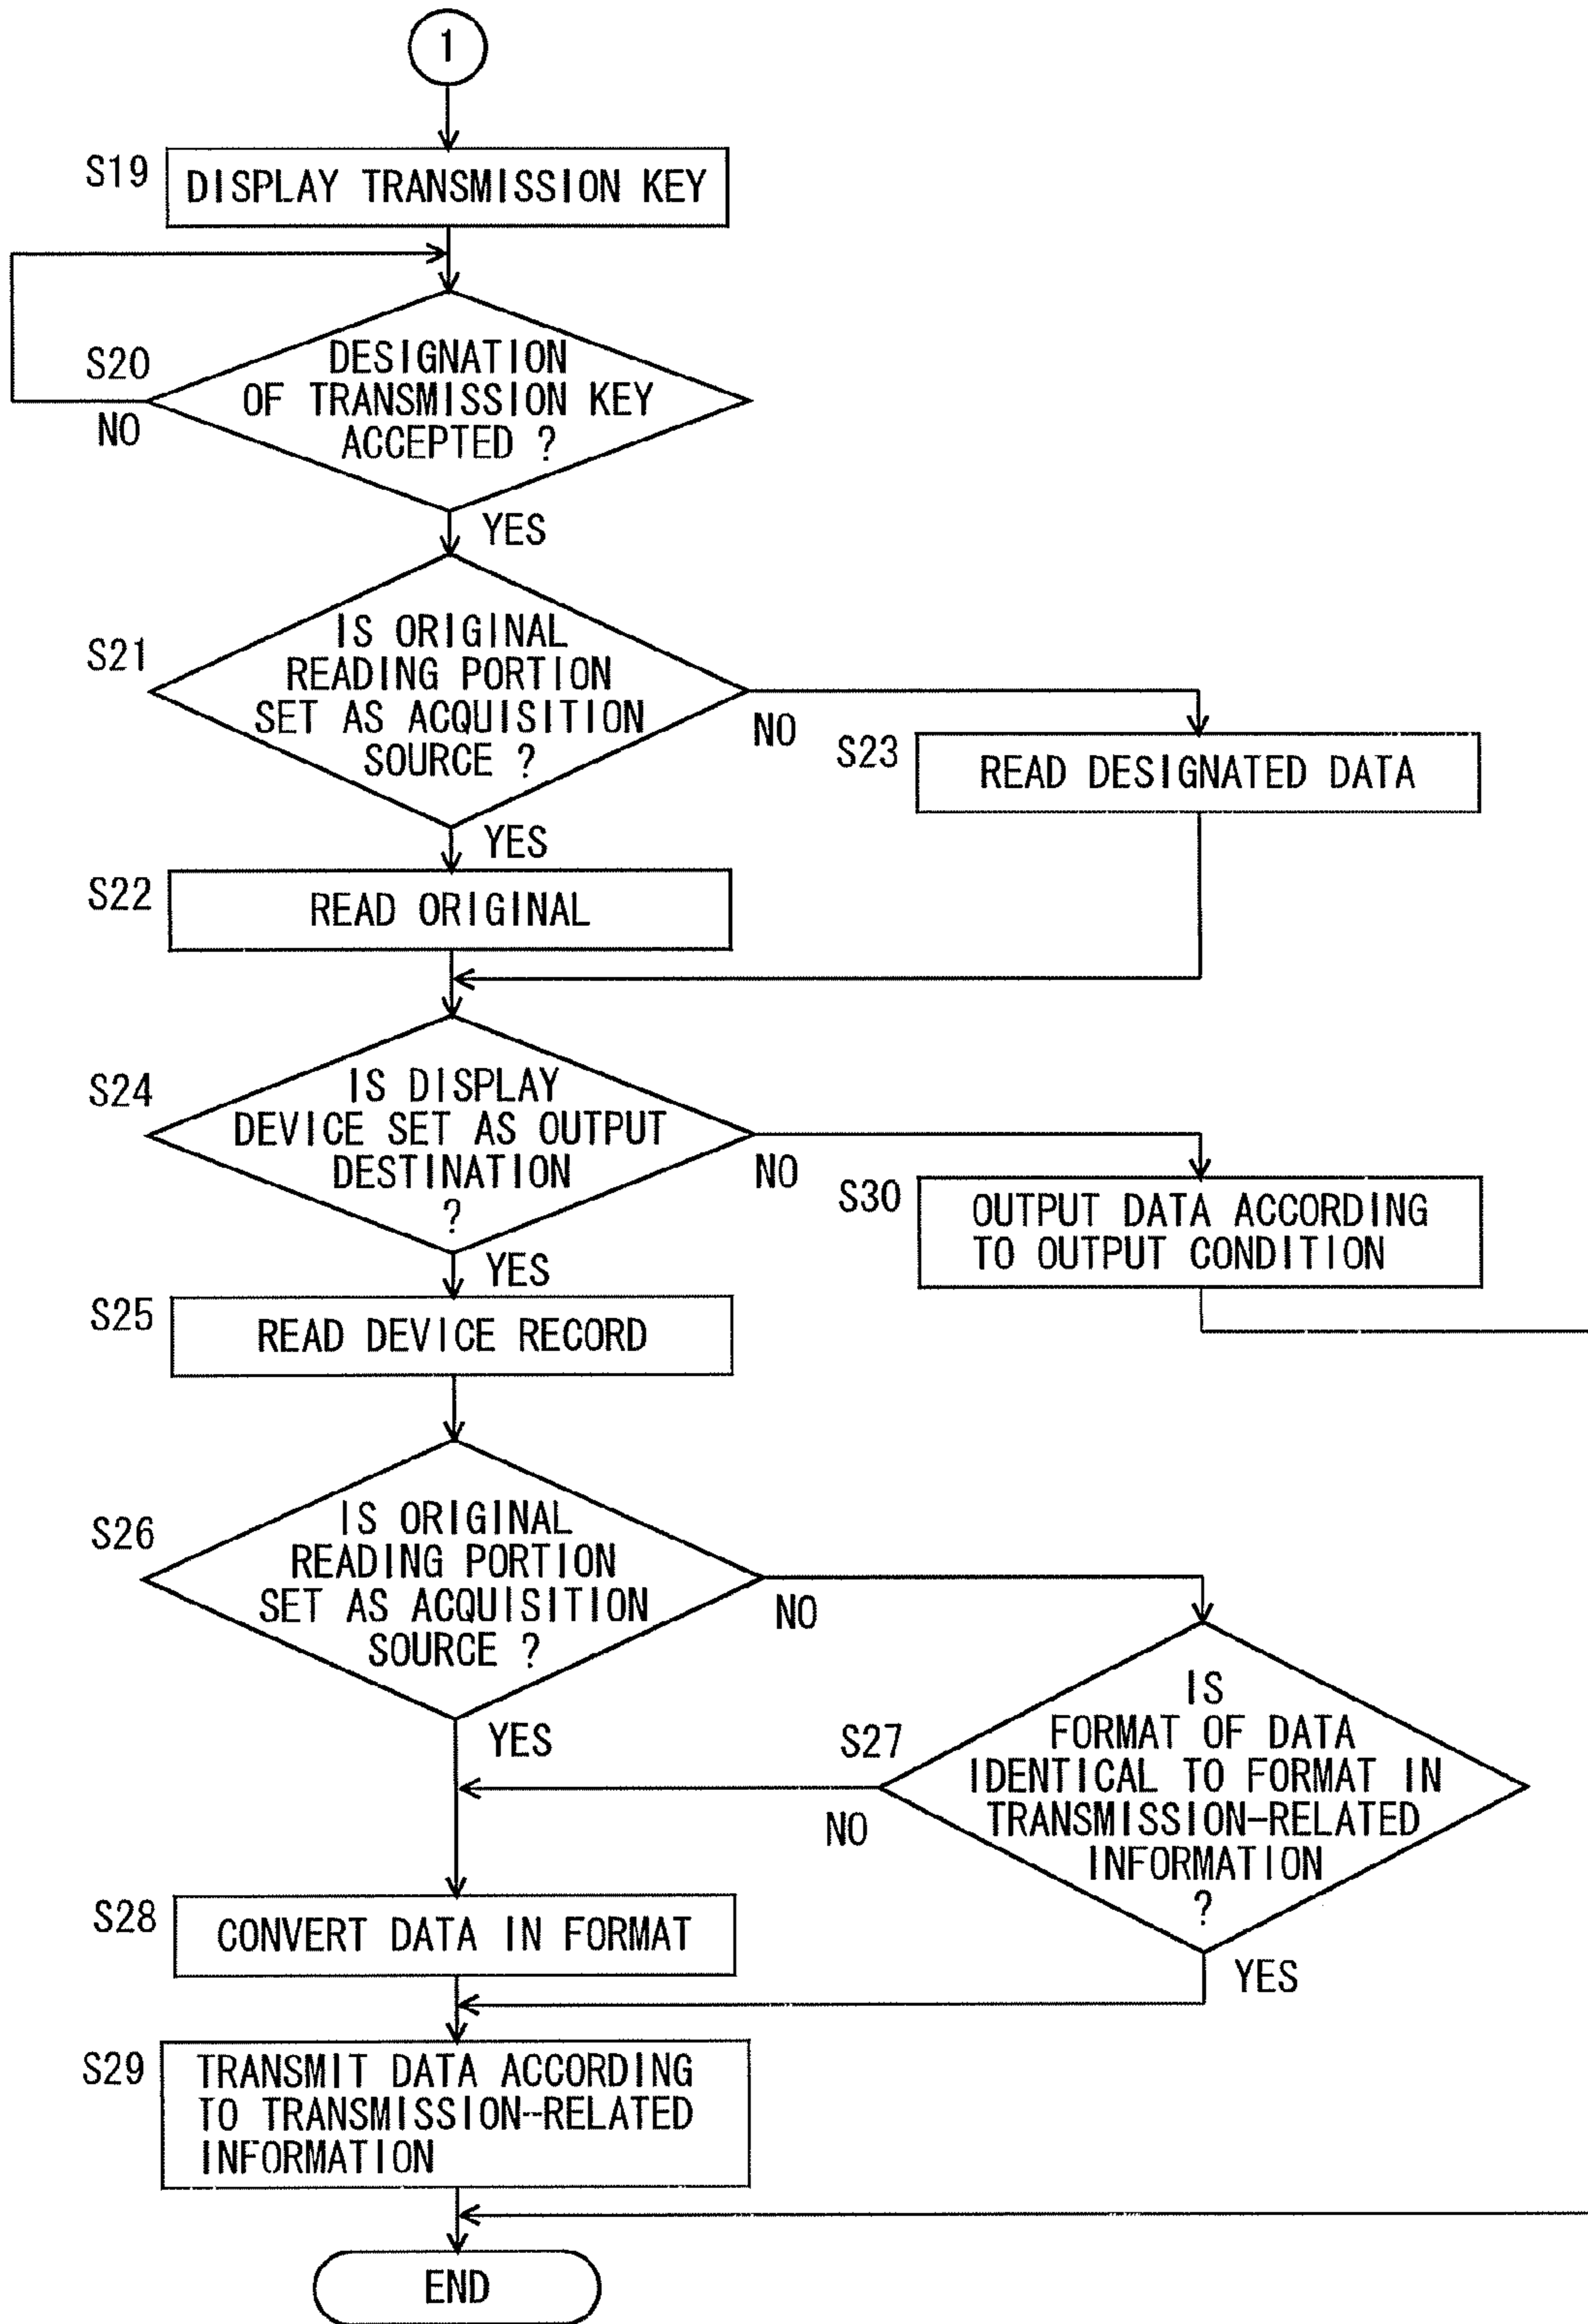 1
S19
DISPLAY TRANSMISSION KEY
S20
DESIGNATION
OF TRANSMISSION KEY
ACCEPTED ?
NO
YES
S21
IS ORIGINAL
READING PORTION
SET AS ACQUISITION
SOURCE ?
NO
YES
S23
READ DESIGNATED DATA
S22
READ ORIGINAL
S24
IS DISPLAY
DEVICE SET AS OUTPUT
DESTINATION
?
NO
YES
S30
OUTPUT DATA ACCORDING
TO OUTPUT CONDITION
S25
READ DEVICE RECORD
S26
IS ORIGINAL
READING PORTION
SET AS ACQUISITION
SOURCE ?
NO
YES
S27
IS
FORMAT OF DATA
IDENTICAL TO FORMAT IN
TRANSMISSION-RELATED
INFORMATION
?
NO
YES
S28
CONVERT DATA IN FORMAT
S29
TRANSMIT DATA ACCORDING
TO TRANSMISSION-RELATED
INFORMATION
END